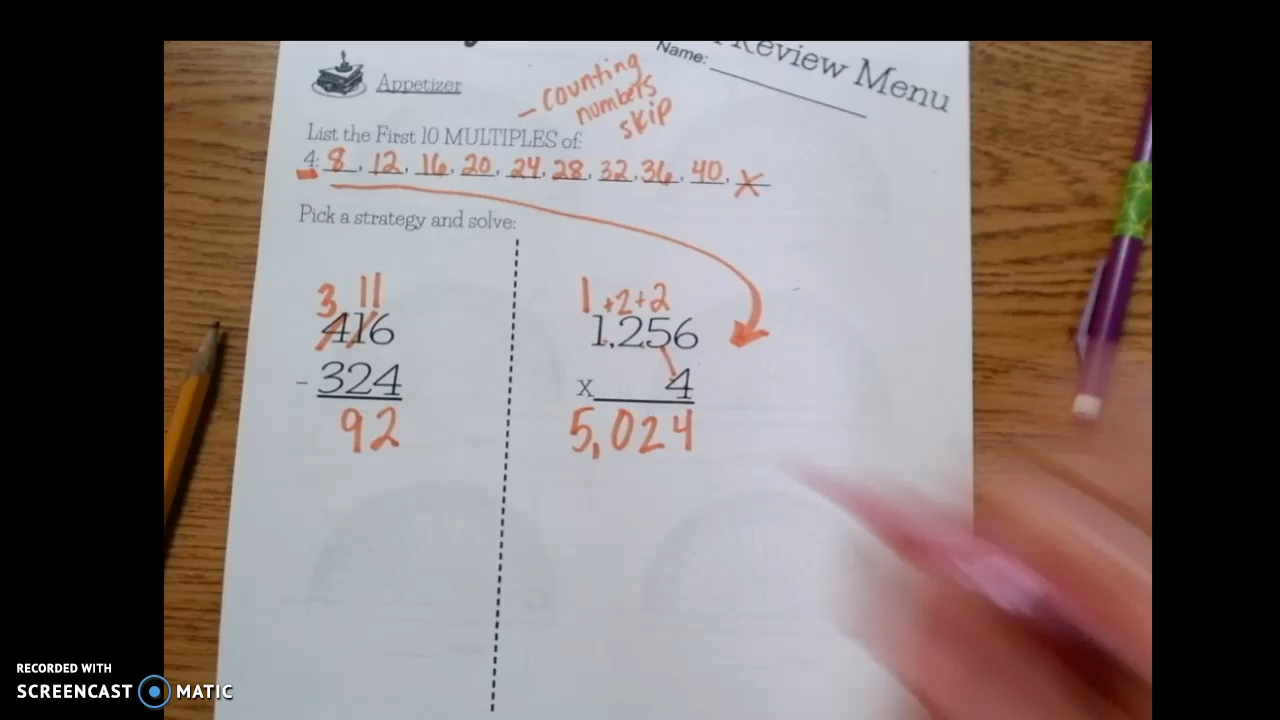 Review Menu
Name:
Appetizer
– counting
numbers
skip
List the First 10 MULTIPLES of:
4: 8, 12, 16, 20, 24, 28, 32, 36, 40, X
Pick a strategy and solve:
3 11
416
- 324
92
1 +2+2
1,256
x 4
5,024
RECORDED WITH
SCREENCAST MATIC